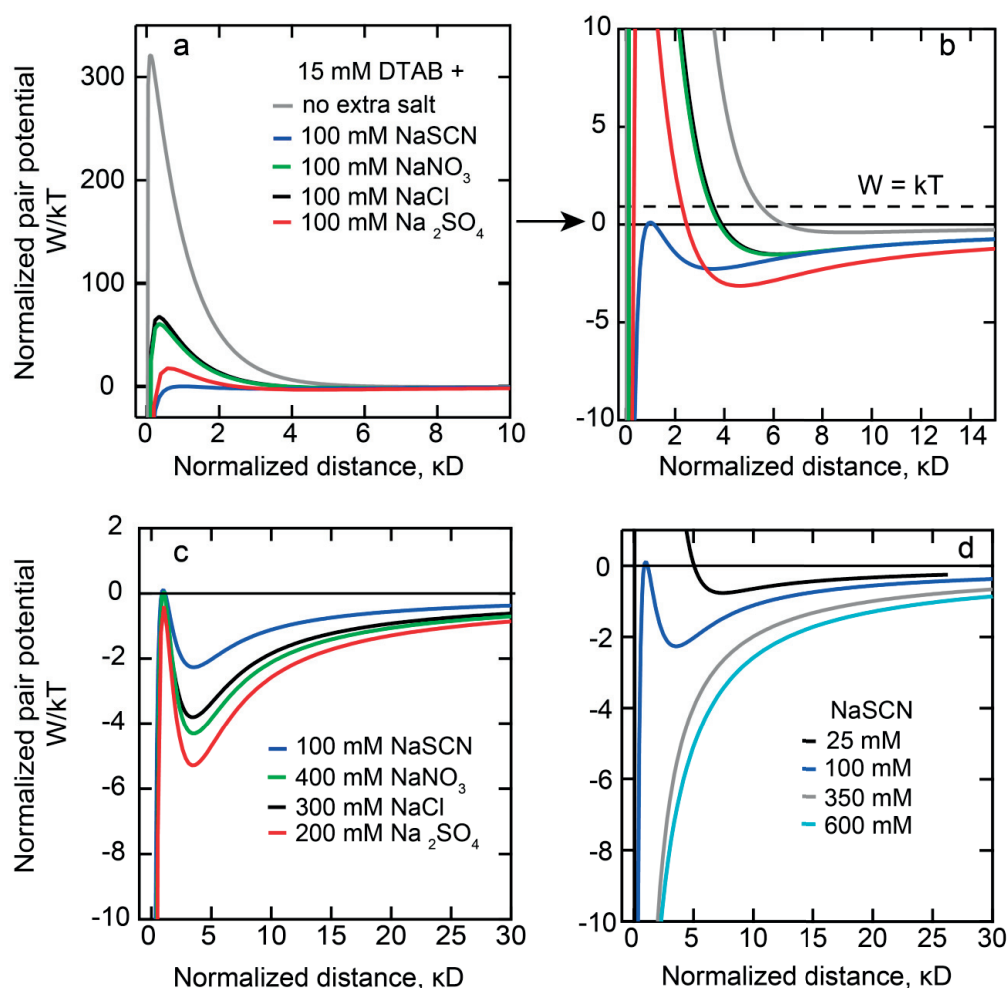 a
15 mM DTAB +
no extra salt
100 mM NaSCN
100 mM NaNO3
100 mM NaCl
100 mM Na 2SO4
300
200
100
0
0 2 4 6 8 10
Normalized pair potential
W/kT
Normalized distance, κD
b
W = kT
10
5
0
-5
-10
0 2 4 6 8 10 12 14
Normalized distance, κD
c
2
0
-2
-4
-6
-8
-10
100 mM NaSCN
400 mM NaNO3
300 mM NaCl
200 mM Na 2SO4
0 5 10 15 20 25 30
Normalized pair potential
W/kT
Normalized distance, κD
d
0
-2
-4
-6
-8
-10
NaSCN
25 mM
100 mM
350 mM
600 mM
0 5 10 15 20 25 30
Normalized distance, κD